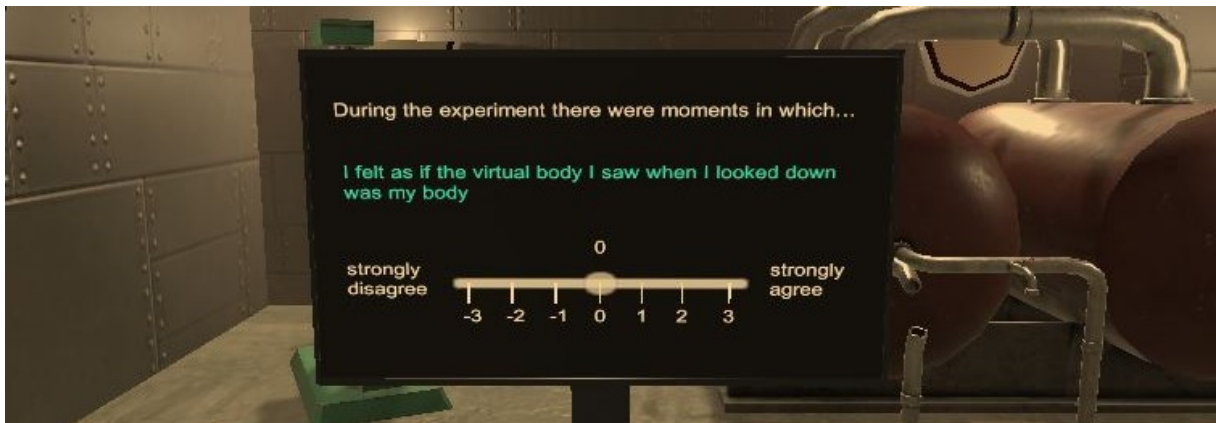 During the experiment there were moments in which...
I felt as if the virtual body I saw when I looked down
was my body
0
strongly
disagree
strongly
agree
-3 -2 -1 0 1 2 3